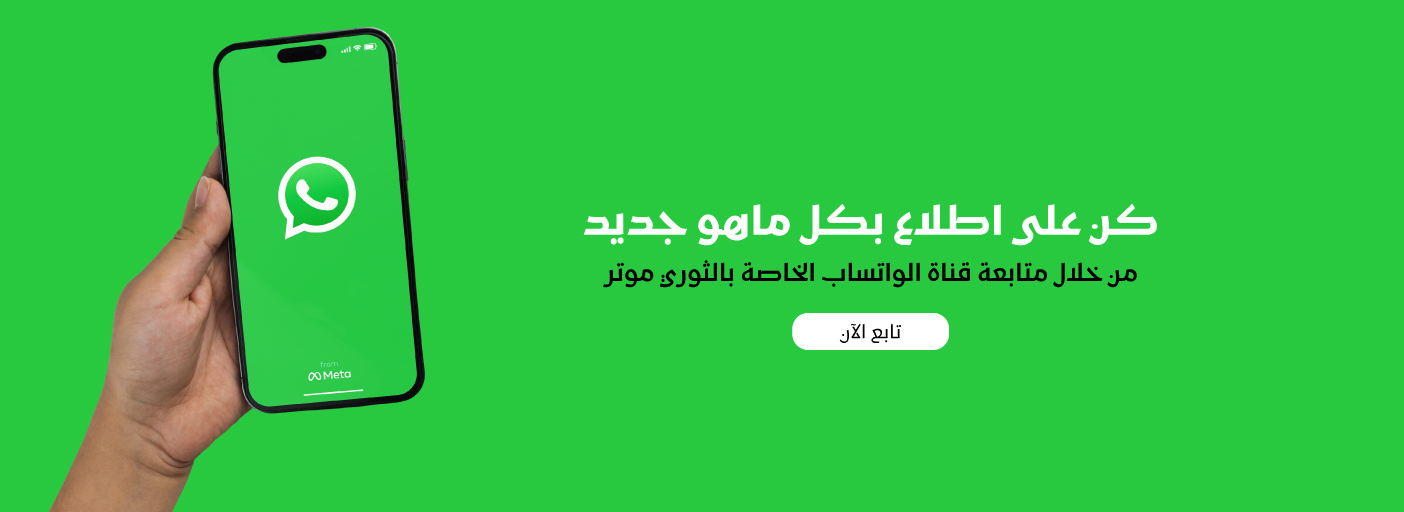 كن على اطلاع بكل ماهو جديد
من خلال متابعة قناة الواتساب الخاصة بالثوري موتر
تابع الآن
from
Meta